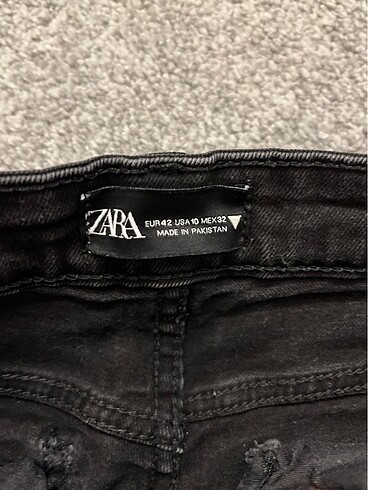 ZARA
EUR 42 USA 10 MEX 32
MADE IN PAKISTAN